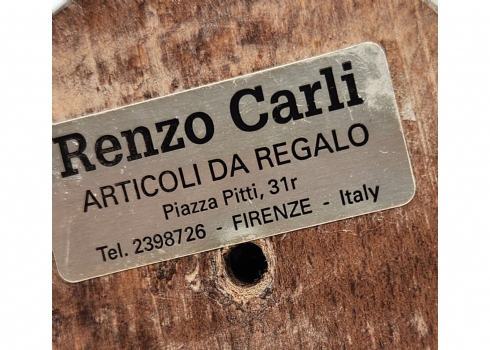 Renzo Carli
ARTICOLI DA REGALO
Piazza Pitti, 31r
Tel. 2398726 - FIRENZE - Italy